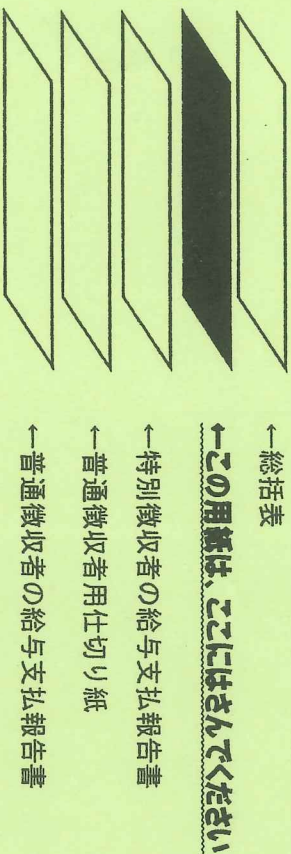 ←総括表
←この用紙は、ここにはさんでください
←特別徴収者の給与支払報告書
←普通徴収者用仕切り紙
←普通徴収者の給与支払報告書